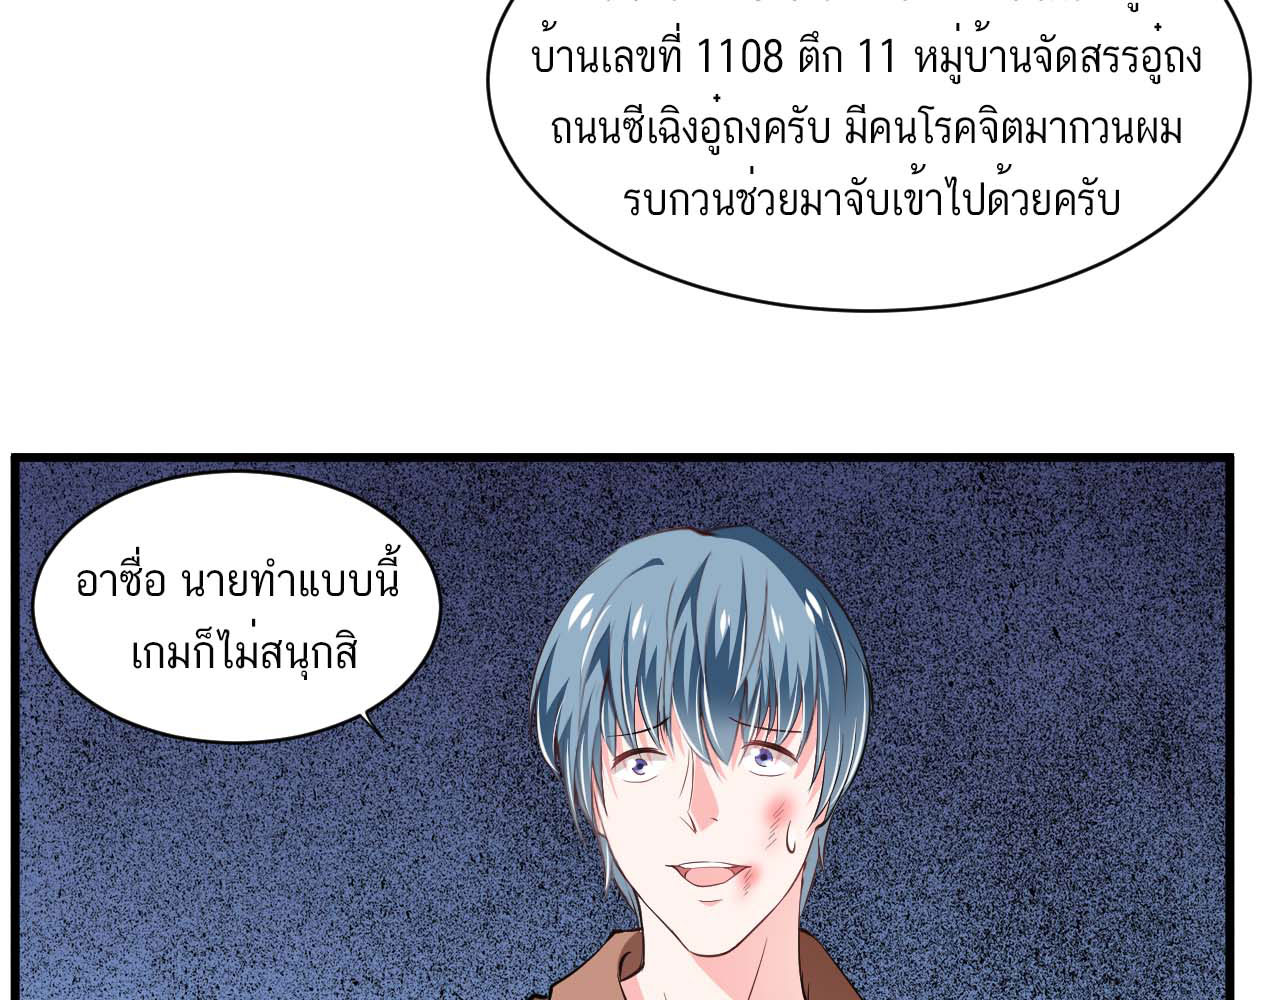 บ้านเลขที่ 1108 ตึก 11 หมู่บ้านจัดสรรอู๋ถง
ถนนซีเฉิงอู๋ถงครับ มีคนโรคจิตมากวนผม
รบกวนช่วยมาจับเข้าไปด้วยครับ
อาซื่อ นายทำแบบนี้
เกมก็ไม่สนุกสิ